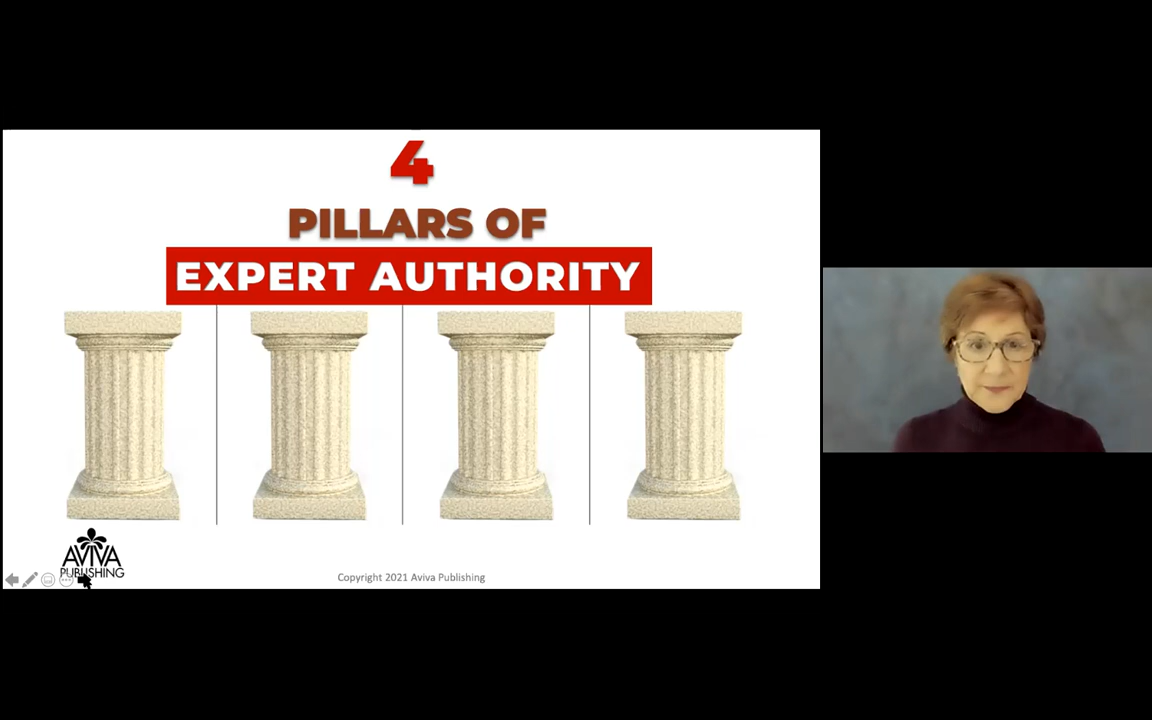 4
PILLARS OF
EXPERT AUTHORITY
AVIVA
PUBLISHING
Copyright 2021 Aviva Publishing